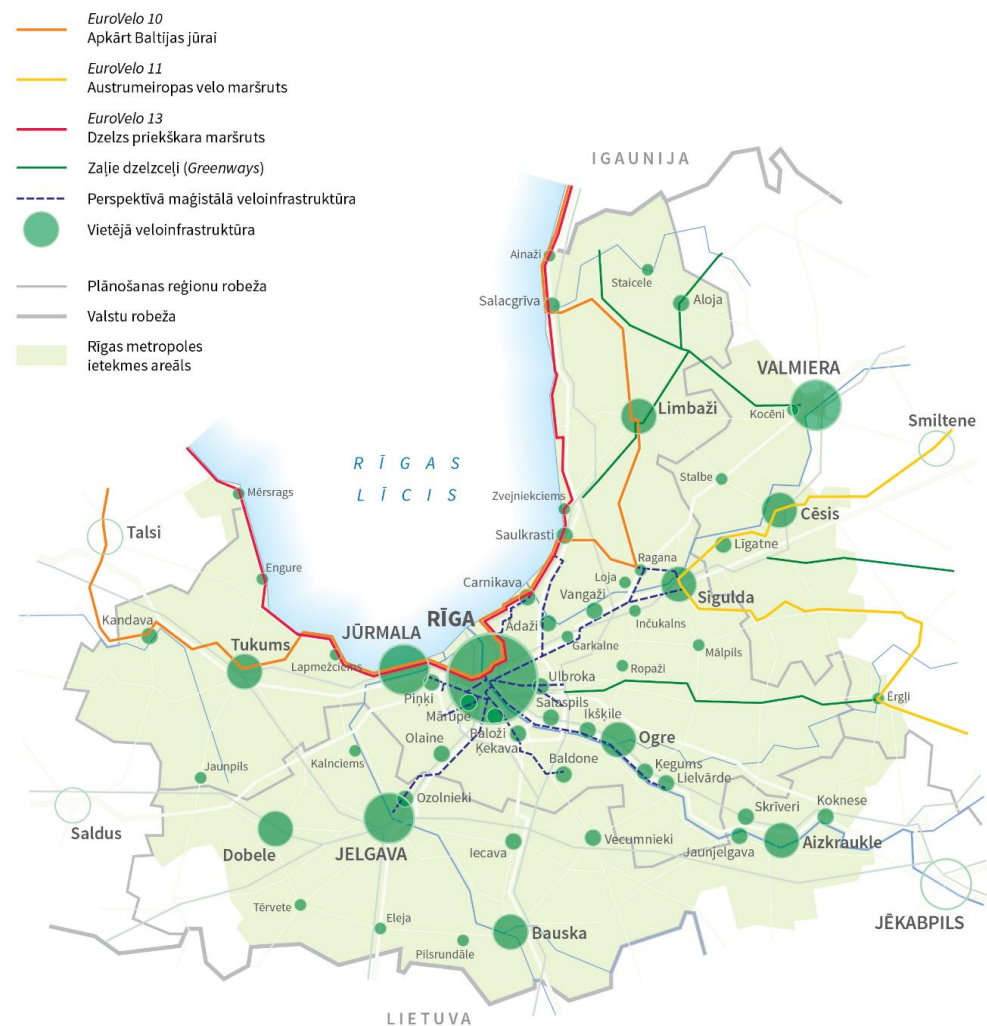 EuroVelo 10
Apkārt Baltijas jūrai
EuroVelo 11
Austrumeiropas velo maršruts
EuroVelo 13
Dzelzs priekškara maršruts
Zaļie dzelzceļi (Greenways)
Perspektīvā maģistālā veloinfrastruktūra
Vietējā veloinfrastruktūra
Plānošanas reģionu robeža
Valstu robeža
Rīgas metropoles
ietekmes areāls
IGAUNIJA
Ainaži
Staicele
Salacgrīva
Aloja
VALMIERA
Limbaži
Kocēni
Smiltene
RĪGAS
LĪCIS
Stalbe
Mērsrags
Zvejniekciems
Cēsis
Talsi
Saulkrasti
Līgatne
Ragana
Engure
Carnikava
Loja
Vangaži
Sigulda
Kandava
RĪGA
Adaži
Inčukalns
JŪRMALA
Tukums
Garkalne
Mālpils
Lapmežciems
Ropaži
Ulbroka
Piņķi
Ērgļi
Mārupe
Salaspils
Ikšķile
Baloži
Ogre
Olaine
Ķekava
Kalnciems
Baldone
Ķegums
Jaunpils
Lielvārde
Ozolnieki
Skrīveri
Koknese
Saldus
Dobele
JELGAVA
Iecava
Vecumnieki
Jaunjelgava
Aizkraukle
JĒKABPILS
Tērvete
Eleja
Bauska
Pilsrundāle
LIETUVA